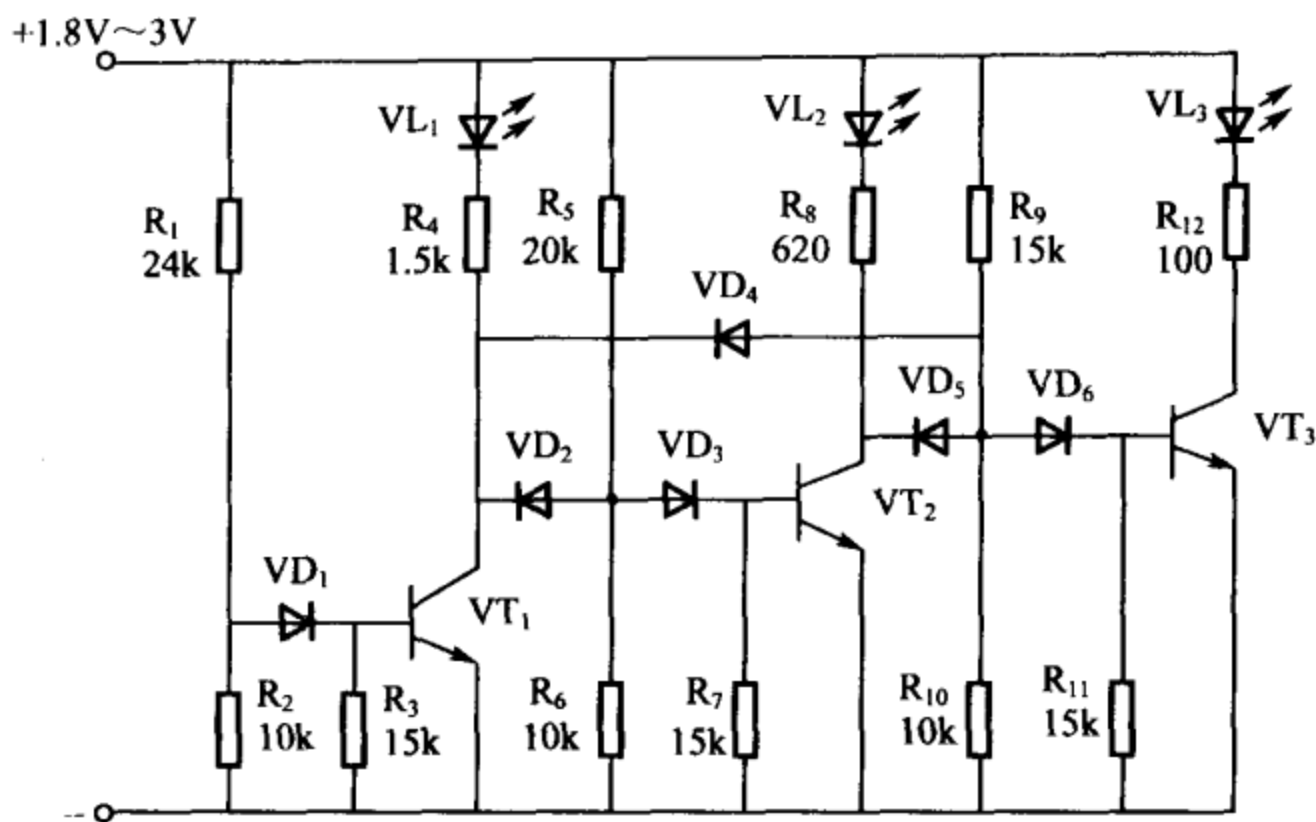 +1.8V～3V
VL₁
VL₂
VL₃
R₁
24k
R₄
1.5k
R₅
20k
R₈
620
R₉
15k
R₁₂
100
VD₄
VD₅
VD₆
VT₃
VD₂
VD₃
VT₂
VD₁
VT₁
R₂
10k
R₃
15k
R₆
10k
R₇
15k
R₁₀
10k
R₁₁
15k